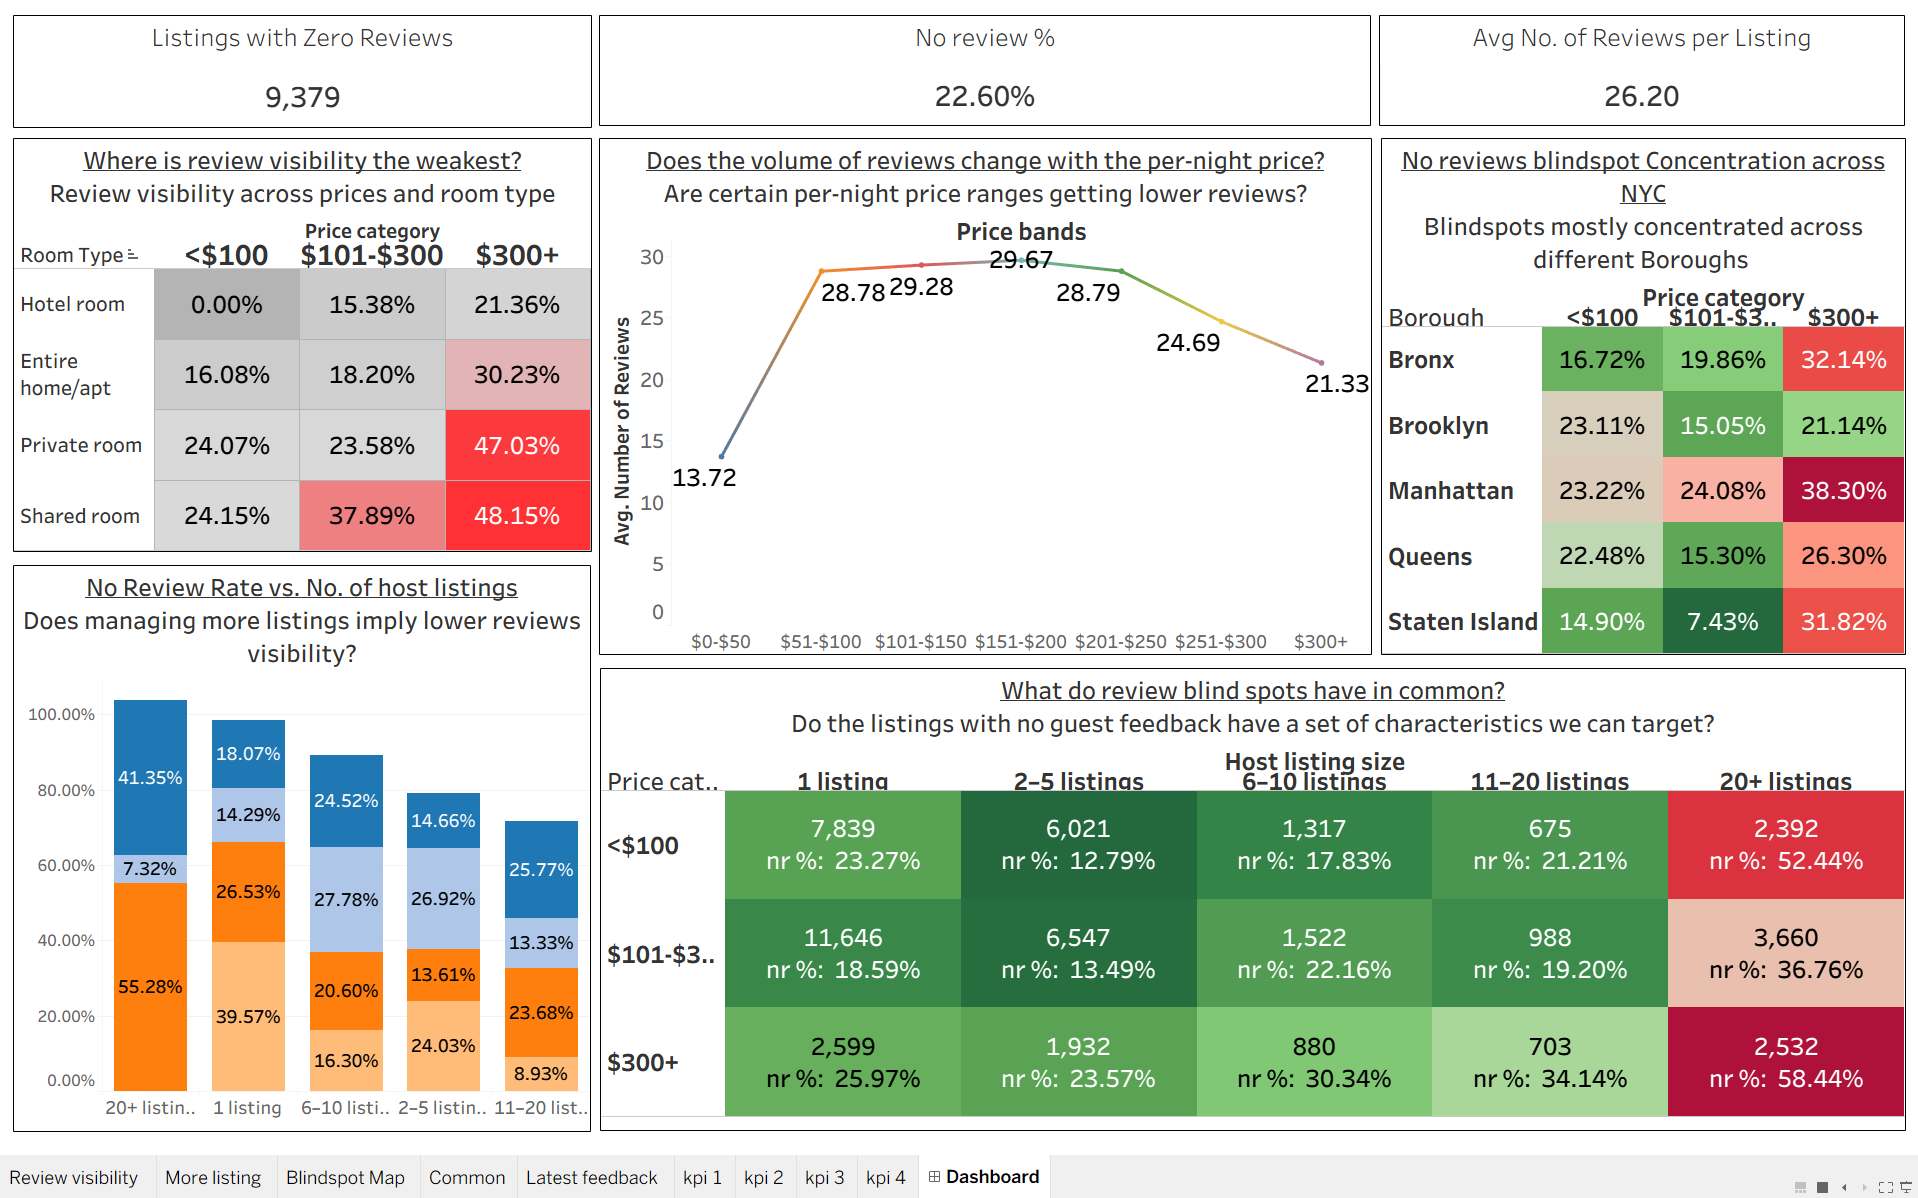 Listings with Zero Reviews
9,379
No review %
22.60%
Avg No. of Reviews per Listing
26.20
Where is review visibility the weakest?
Review visibility across prices and room type
Price category
Room Type <$100 $101-$300 $300+
Hotel room 0.00% 15.38% 21.36%
Entire
home/apt 16.08% 18.20% 30.23%
Private room 24.07% 23.58% 47.03%
Shared room 24.15% 37.89% 48.15%
Does the volume of reviews change with the per-night price?
Are certain per-night price ranges getting lower reviews?
Price bands
Avg. Number of Reviews
30
25
20
15
10
5
0
13.72
28.78
29.28
29.67
28.79
24.69
21.33
$0-$50 $51-$100 $101-$150 $151-$200 $201-$250 $251-$300 $300+
No reviews blindspot Concentration across
NYC
Blindspots mostly concentrated across
different Boroughs
Price category
Borough <$100 $101-$3.. $300+
Bronx 16.72% 19.86% 32.14%
Brooklyn 23.11% 15.05% 21.14%
Manhattan 23.22% 24.08% 38.30%
Queens 22.48% 15.30% 26.30%
Staten Island 14.90% 7.43% 31.82%
No Review Rate vs. No. of host listings
Does managing more listings imply lower reviews
visibility?
100.00%
80.00%
60.00%
40.00%
20.00%
0.00%
41.35%
7.32%
55.28%
18.07%
14.29%
26.53%
39.57%
24.52%
27.78%
20.60%
16.30%
14.66%
26.92%
13.61%
24.03%
25.77%
13.33%
23.68%
8.93%
20+ listin.. 1 listing 6–10 listi.. 2–5 listin.. 11–20 list..
What do review blind spots have in common?
Do the listings with no guest feedback have a set of characteristics we can target?
Host listing size
Price cat.. 1 listing 2–5 listings 6–10 listings 11–20 listings 20+ listings
<$100
7,839 6,021 1,317 675 2,392
nr %: 23.27% nr %: 12.79% nr %: 17.83% nr %: 21.21% nr %: 52.44%
$101-$3..
11,646 6,547 1,522 988 3,660
nr %: 18.59% nr %: 13.49% nr %: 22.16% nr %: 19.20% nr %: 36.76%
$300+
2,599 1,932 880 703 2,532
nr %: 25.97% nr %: 23.57% nr %: 30.34% nr %: 34.14% nr %: 58.44%
Review visibility More listing Blindspot Map Common Latest feedback kpi 1 kpi 2 kpi 3 kpi 4 Dashboard